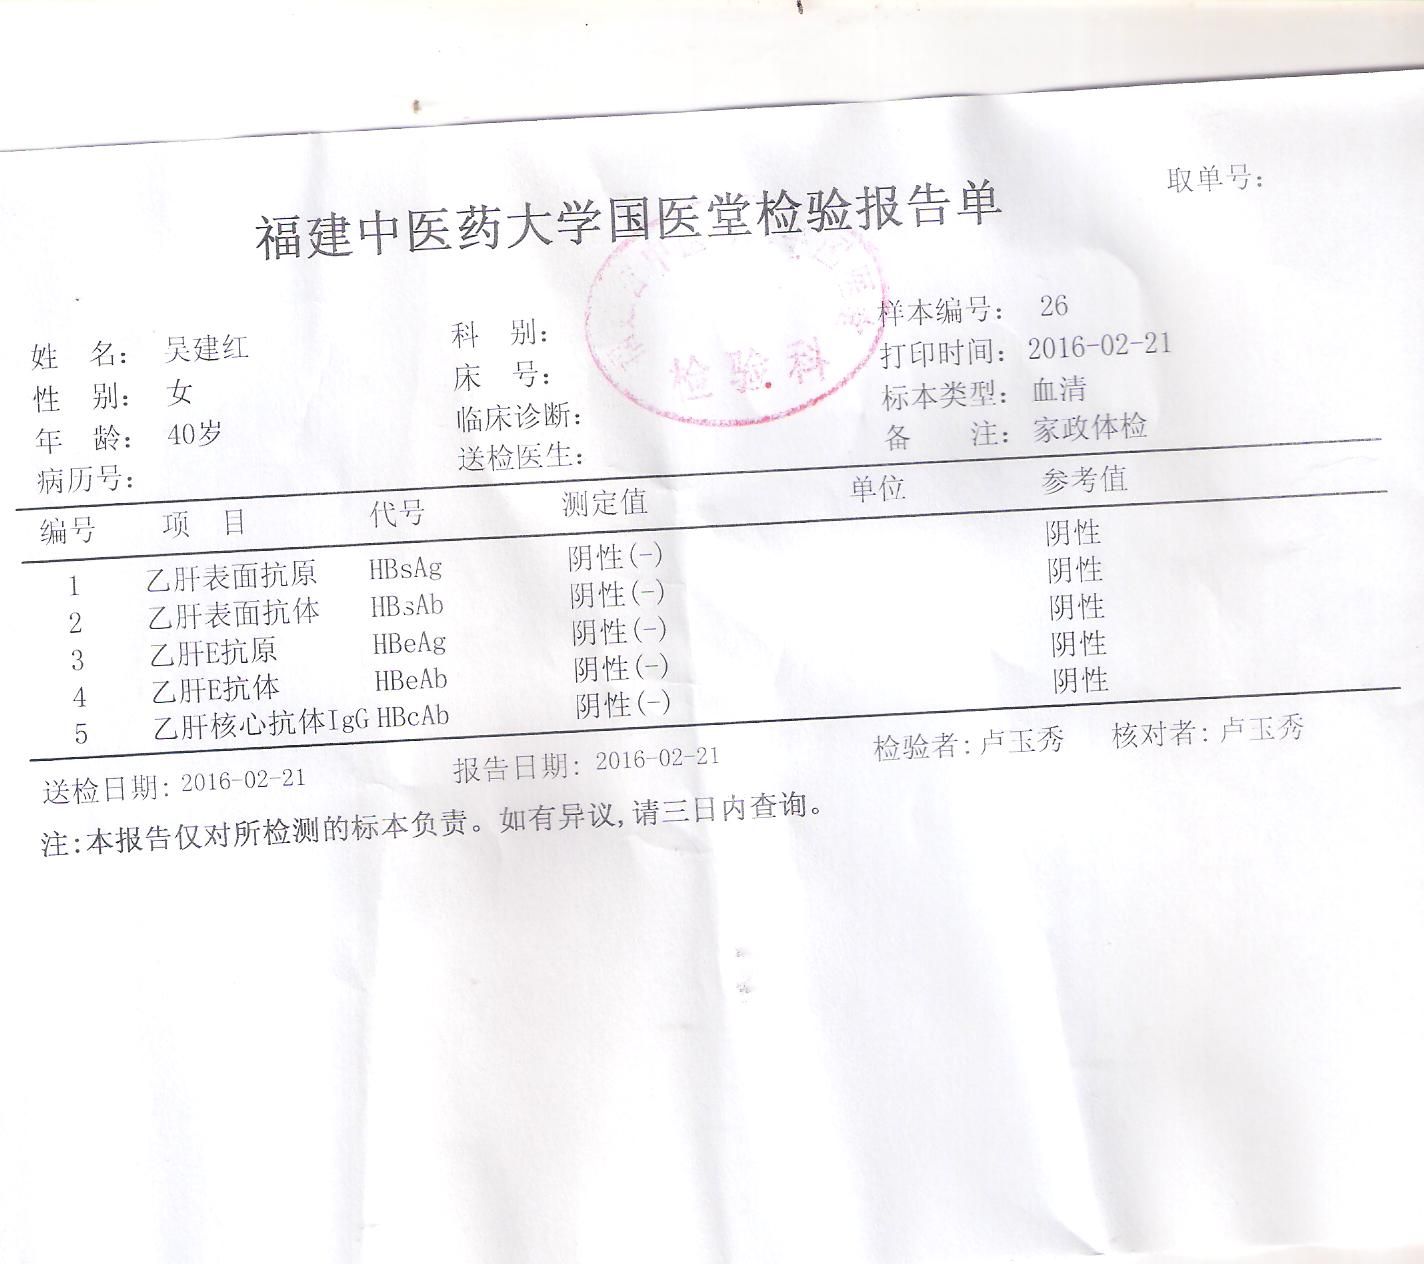 取单号:
福建中医药大学国医堂检验报告单
姓 名: 吴建红 科 别: 样本编号: 26
性 别: 女 床 号: 打印时间: 2016-02-21
年 龄: 40岁 临床诊断: 标本类型: 血清
病历号: 送检医生: 备 注: 家政体检
检验科
编号 项 目 代号 测定值 单位 参考值
1 乙肝表面抗原 HBsAg 阴性(-) 阴性
2 乙肝表面抗体 HBsAb 阴性(-) 阴性
3 乙肝E抗原 HBeAg 阴性(-) 阴性
4 乙肝E抗体 HBeAb 阴性(-) 阴性
5 乙肝核心抗体IgG HBcAb 阴性(-) 阴性
送检日期: 2016-02-21 报告日期: 2016-02-21 检验者: 卢玉秀 核对者: 卢玉秀
注:本报告仅对所检测的标本负责。如有异议,请三日内查询。